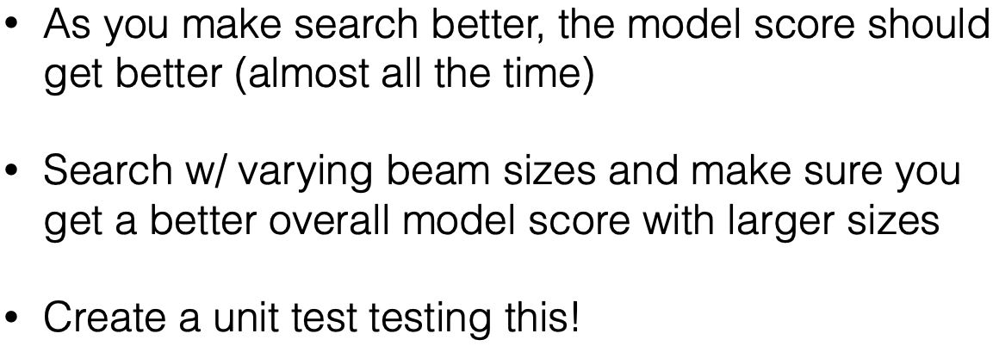 • As you make search better, the model score should
get better (almost all the time)
• Search w/ varying beam sizes and make sure you
get a better overall model score with larger sizes
• Create a unit test testing this!